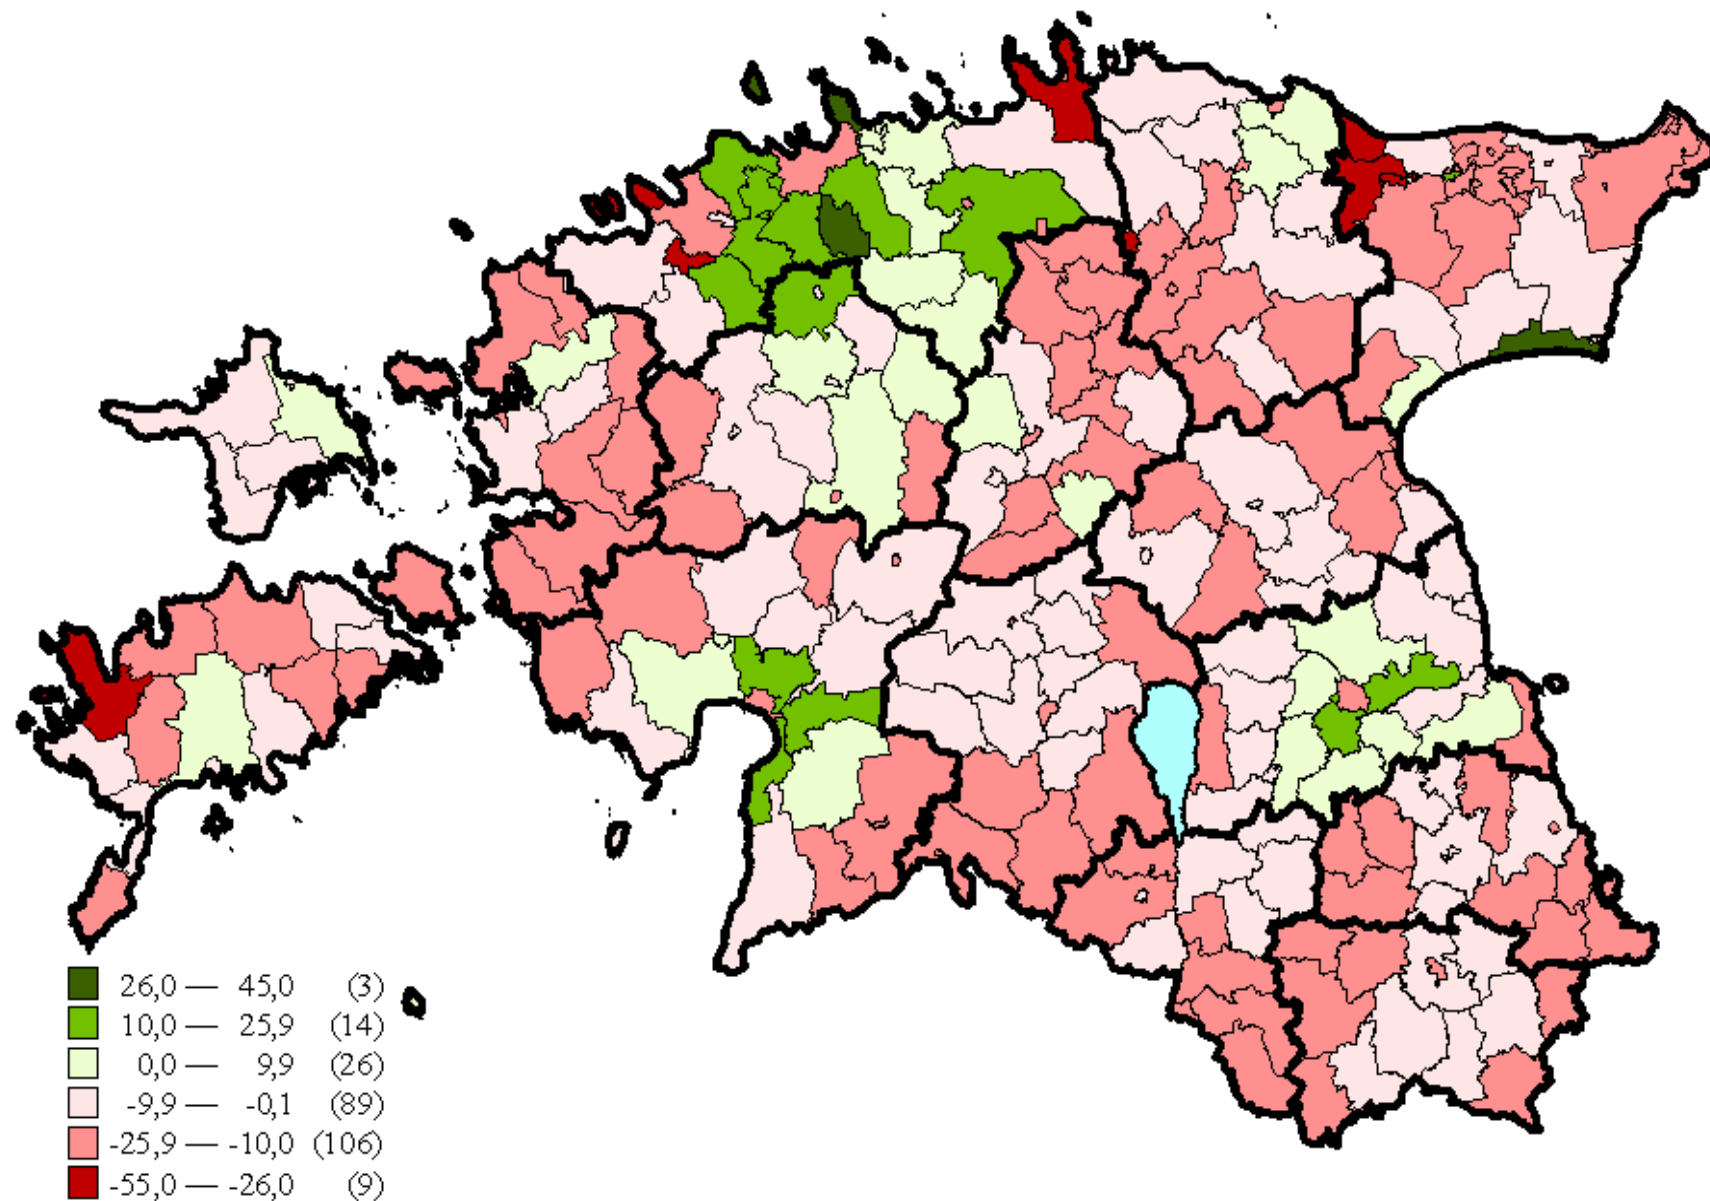 26,0 — 45,0 (3)
10,0 — 25,9 (14)
0,0 — 9,9 (26)
-9,9 — -0,1 (89)
-25,9 — -10,0 (106)
-55,0 — -26,0 (9)